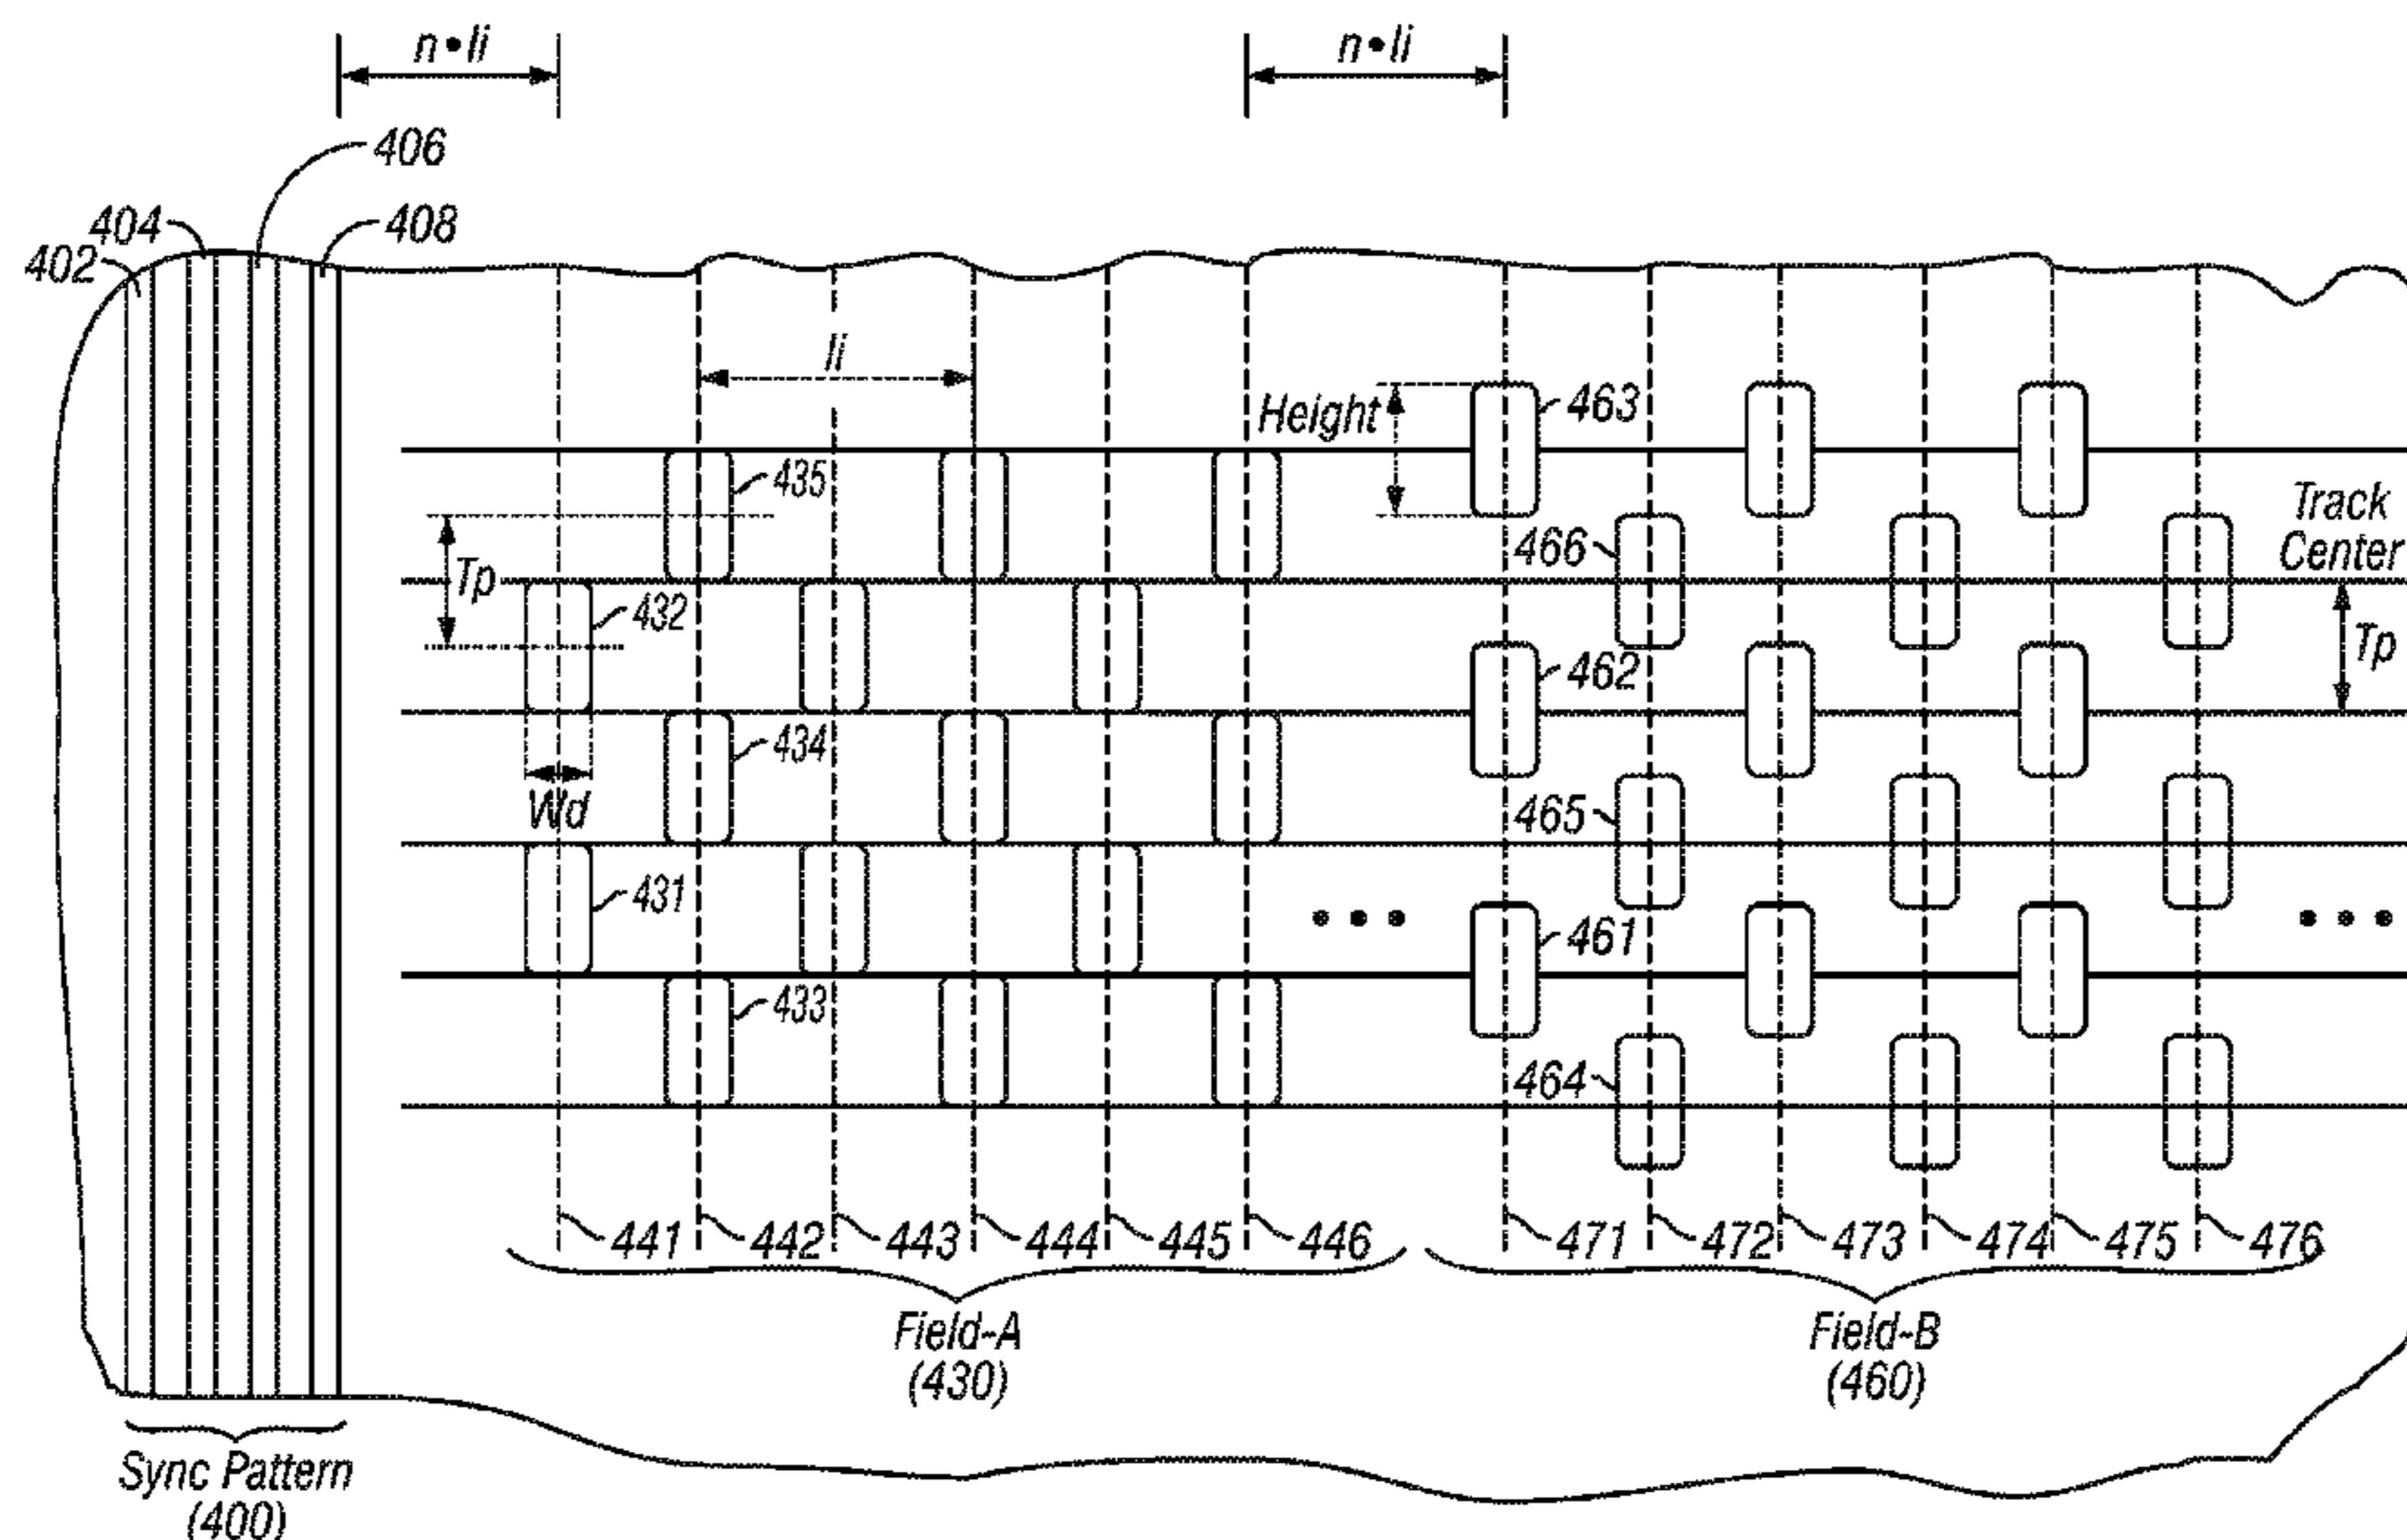 n•li
n•li
406
404
408
402
li
Height
463
435
Track
Center
466
Tp
432
Tp
462
434
Wd
465
431
• • •
461
• • •
433
464
441
442
443
444
445
446
471
472
473
474
475
476
Field-A
(430)
Field-B
(460)
Sync Pattern
(400)